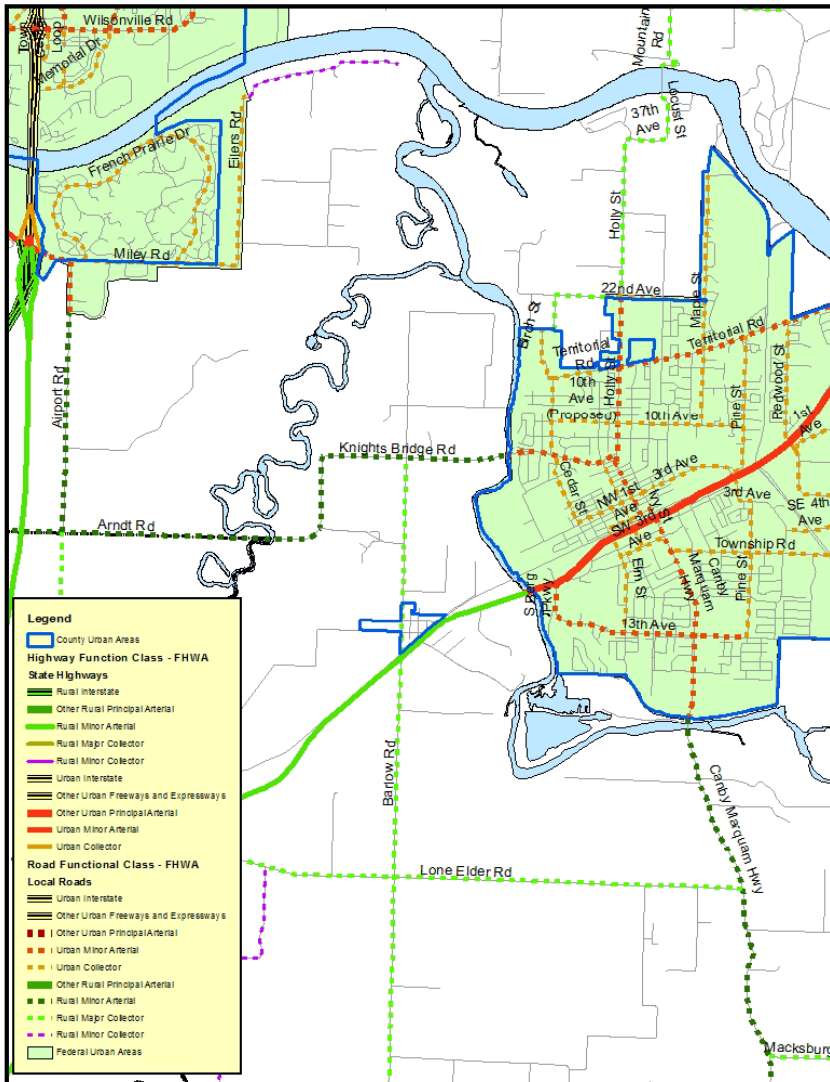 Wilsonville Rd
Town
Center
Loop
Memorial Dr
Mountain
Rd
Locust St
37th
Ave
French Prairie Dr
Eilers Rd
Holly St
Miley Rd
22nd Ave
Maple St
Birch St
Territorial
Rd
Territorial Rd
Airport Rd
10th
Ave
(Proposed)
Holly St
10th Ave
Pine St
Redwood St
1st
Ave
Knights Bridge Rd
Cedar St
3rd Ave
NW 1st
Ave
Ivy St
3rd Ave
SE 4th
Ave
Arndt Rd
SW 3rd
Ave
Township Rd
Elm St
Canby
Marquam
Hwy
Pine St
S Berg
Pkwy
13th Ave
Barlow Rd
Canby Marquam Hwy
Lone Elder Rd
Macksburg
Legend
County Urban Areas
Highway Function Class - FHWA
State Highways
Rural Interstate
Other Rural Principal Arterial
Rural Minor Arterial
Rural Major Collector
Rural Minor Collector
Urban Interstate
Other Urban Freeways and Expressways
Other Urban Principal Arterial
Urban Minor Arterial
Urban Collector
Road Functional Class - FHWA
Local Roads
Urban Interstate
Other Urban Freeways and Expressways
Other Urban Principal Arterial
Urban Minor Arterial
Urban Collector
Other Rural Principal Arterial
Rural Minor Arterial
Rural Major Collector
Rural Minor Collector
Federal Urban Areas